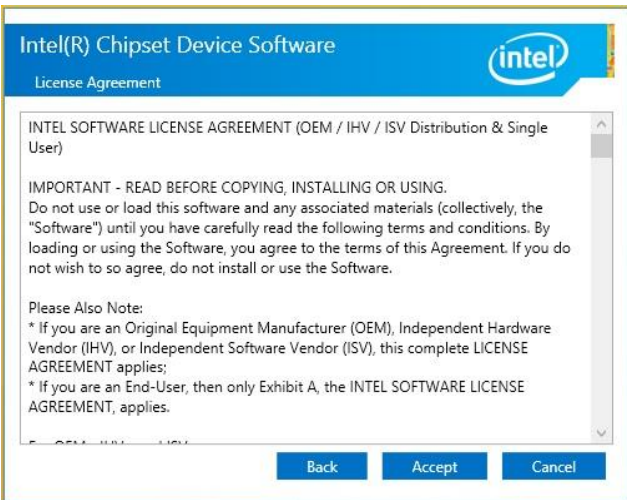 Intel(R) Chipset Device Software
intel
License Agreement
INTEL SOFTWARE LICENSE AGREEMENT (OEM / IHV / ISV Distribution & Single
User)
IMPORTANT - READ BEFORE COPYING, INSTALLING OR USING.
Do not use or load this software and any associated materials (collectively, the
"Software") until you have carefully read the following terms and conditions. By
loading or using the Software, you agree to the terms of this Agreement. If you do
not wish to so agree, do not install or use the Software.
Please Also Note:
* If you are an Original Equipment Manufacturer (OEM), Independent Hardware
Vendor (IHV), or Independent Software Vendor (ISV), this complete LICENSE
AGREEMENT applies;
* If you are an End-User, then only Exhibit A, the INTEL SOFTWARE LICENSE
AGREEMENT, applies.
Back Accept Cancel